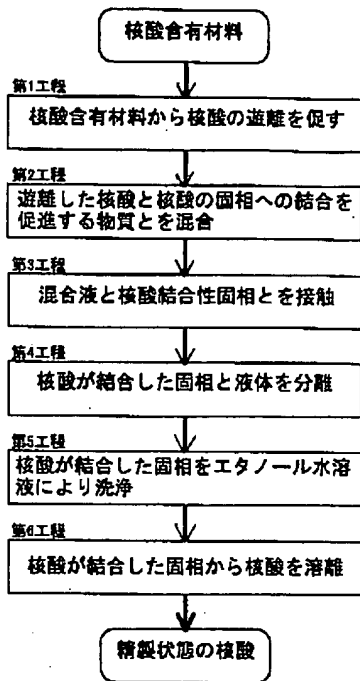 核酸含有材料
第1工程
核酸含有材料から核酸の遊離を促す
第2工程
遊離した核酸と核酸の固相への結合を
促進する物質とを混合
第3工程
混合液と核酸結合性固相とを接触
第4工程
核酸が結合した固相と液体を分離
第5工程
核酸が結合した固相をエタノール水溶
液により洗浄
第6工程
核酸が結合した固相から核酸を溶離
精製状態の核酸